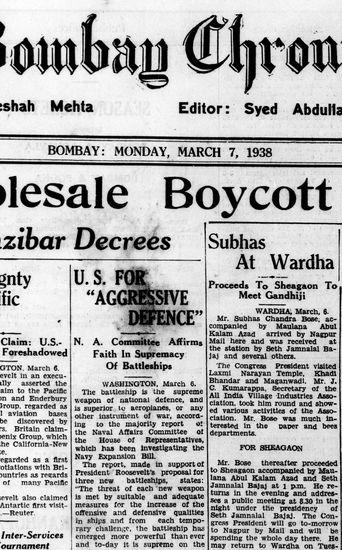 Bombay Chron
eshah Mehta
Editor: Syed Abdulla
BOMBAY: MONDAY, MARCH 7, 1938
lesale Boycott
zibar Decrees
gnty
ific
Claim: U.S.-
Foreshadowed
GTON, March 6.
evelt in an execu-
ally asserted the
aim to the Pacific
on and Enderbury
Group, regarded as
l aviation bases
be discovered by
rs. Britain claim-
enix Group, which
he California-New
te.
egarded as a first
otiations with Bri-
ountries as regards
of many Pacific
sevelt also claimed
Antarctic first visit-
—Reuter.
Inter-Services
ournament
U. S. FOR
"AGGRESSIVE
DEFENCE"
N. A. Committee Affirms
Faith In Supremacy
Of Battleships
WASHINGTON, March 6.
The battleship is the supreme
weapon of national defence, and
is superior to aeroplanes, or any
other instrument of war, accord-
ing to the majority report of
the Naval Affairs Committee of
the House of Representatives,
which has been investigating the
Navy Expansion Bill.
The report, made in support of
President Roosevelt's proposal for
three new battleships, states:
"The threat of each new weapon
is met by suitable and adequate
measures for the increase of the
offensive and defensive qualities
in ships and from each tempo-
rary challenge, the battleship has
emerged more powerful than ever
and to-day it is supreme on the
Subhas
At Wardha
Proceeds To Sheagaon To
Meet Gandhiji
WARDHA, March, 6.
Mr. Subhas Chandra Bose, ac-
companied by Maulana Abul
Kalam Azad arrived by Nagpur
Mail here and was received at
the station by Seth Jamnalal Ba-
jaj and several others.
The Congress President visited
Laxmi Narayan Temple, Khadi
Bhandar and Maganwadi. Mr. J.
C. Kumarappa, Secretary of the
All India Village Industries Asso-
ciation, took him round and show-
ed various activities of the Asso-
ciation. Mr. Bose was much in-
terested in the paper and bees
departments.
FOR SHEGAON
Mr. Bose thereafter proceeded
to Sheagaon accompanied by Mau-
lana Abul Kalam Azad and Seth
Jamnalal Bajaj at 1 p.m. He re-
turns in the evening and addres-
ses a public meeting at 8.30 in the
night under the presidency of
Seth Jamnalal Bajaj. The Con-
gress President will go to-morrow
to Nagpur by Mail and will be
spending the whole day there. He
may return to Wardha on Tues-